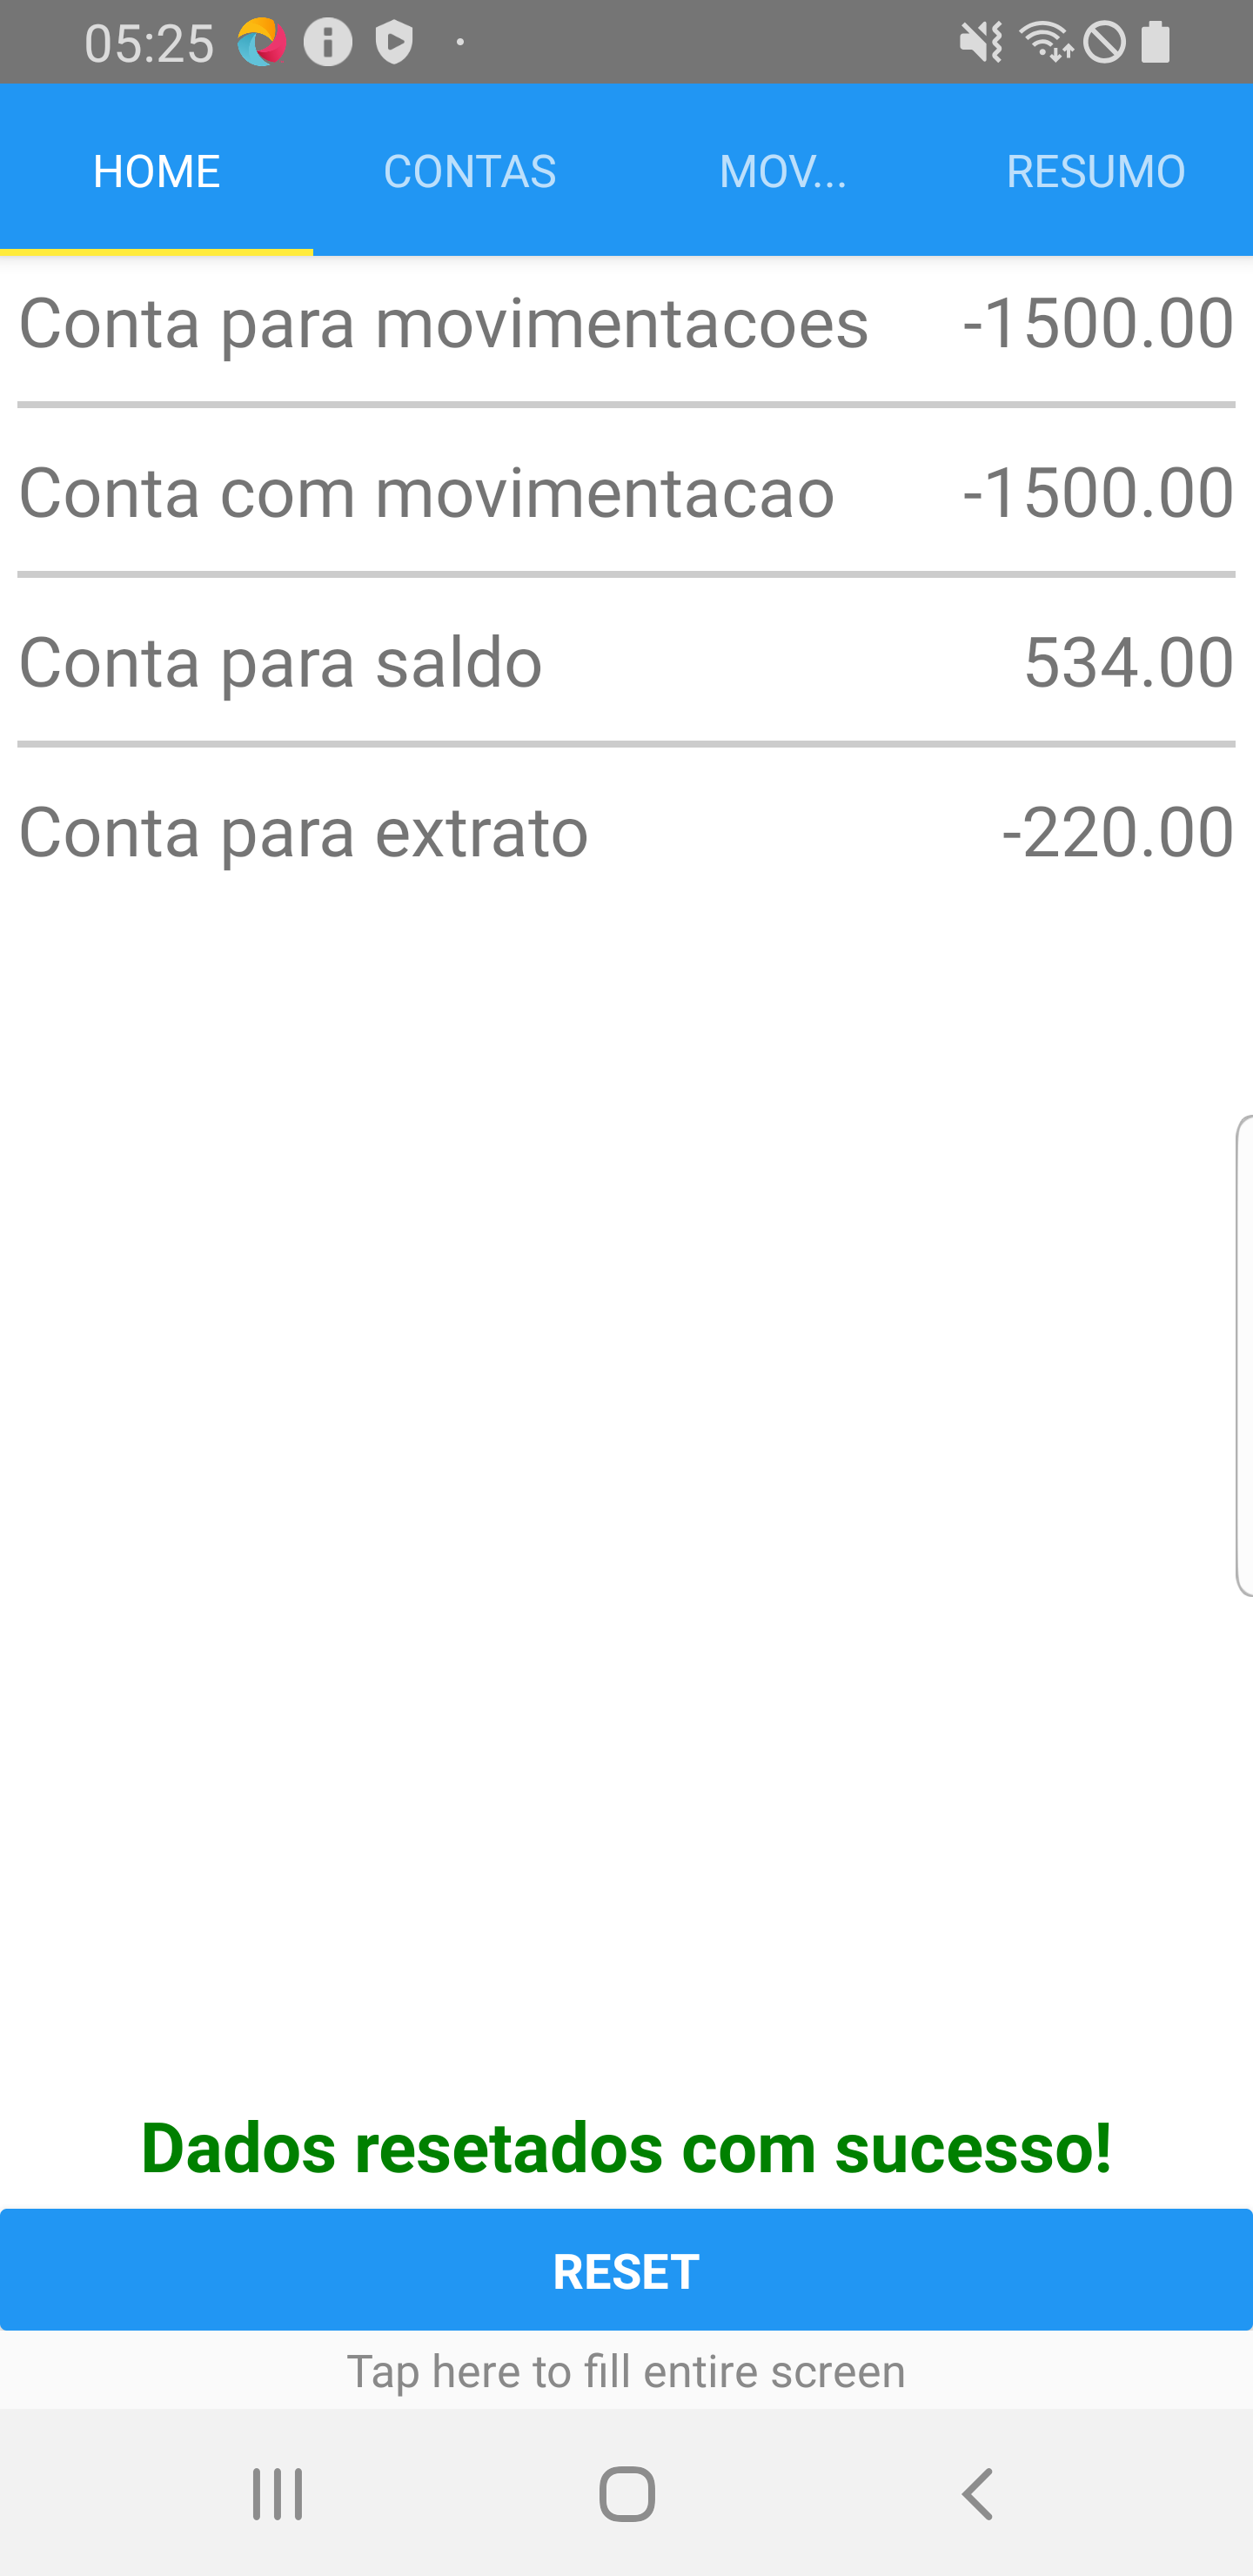 05:25
HOME CONTAS MOV... RESUMO
Conta para movimentacoes -1500.00
Conta com movimentacao -1500.00
Conta para saldo 534.00
Conta para extrato -220.00
Dados resetados com sucesso!
RESET
Tap here to fill entire screen